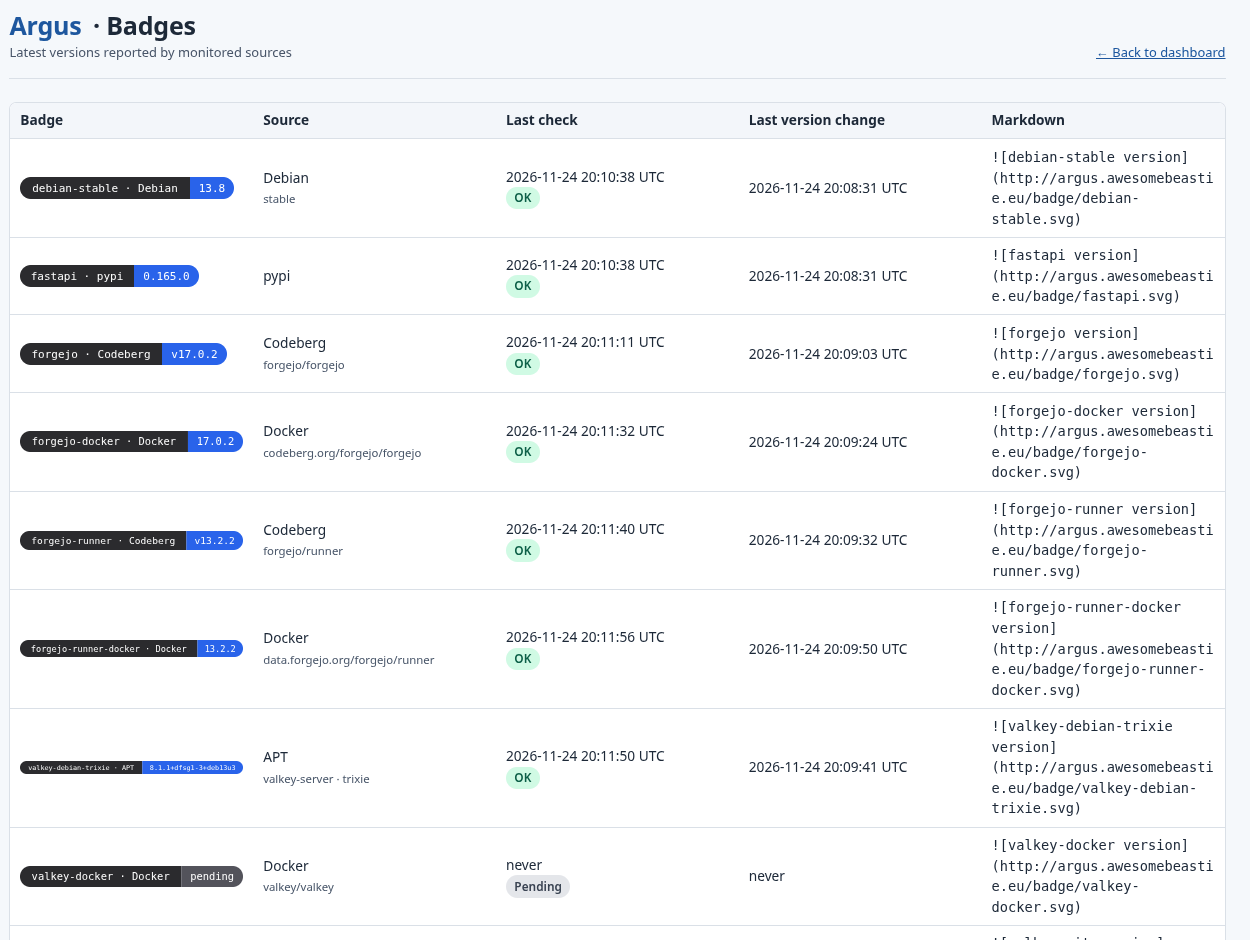 Argus · Badges
Latest versions reported by monitored sources
← Back to dashboard
Badge Source Last check Last version change Markdown
debian-stable · Debian 13.8
Debian
stable
2026-11-24 20:10:38 UTC
OK
2026-11-24 20:08:31 UTC
![debian-stable version]
(http://argus.awesomebeasti
e.eu/badge/debian-
stable.svg)
fastapi · pypi 0.165.0
pypi
2026-11-24 20:10:38 UTC
OK
2026-11-24 20:08:31 UTC
![fastapi version]
(http://argus.awesomebeasti
e.eu/badge/fastapi.svg)
forgejo · Codeberg v17.0.2
Codeberg
forgejo/forgejo
2026-11-24 20:11:11 UTC
OK
2026-11-24 20:09:03 UTC
![forgejo version]
(http://argus.awesomebeasti
e.eu/badge/forgejo.svg)
forgejo-docker · Docker 17.0.2
Docker
codeberg.org/forgejo/forgejo
2026-11-24 20:11:32 UTC
OK
2026-11-24 20:09:24 UTC
![forgejo-docker version]
(http://argus.awesomebeasti
e.eu/badge/forgejo-
docker.svg)
forgejo-runner · Codeberg v13.2.2
Codeberg
forgejo/runner
2026-11-24 20:11:40 UTC
OK
2026-11-24 20:09:32 UTC
![forgejo-runner version]
(http://argus.awesomebeasti
e.eu/badge/forgejo-
runner.svg)
forgejo-runner-docker · Docker 13.2.2
Docker
data.forgejo.org/forgejo/runner
2026-11-24 20:11:56 UTC
OK
2026-11-24 20:09:50 UTC
![forgejo-runner-docker
version]
(http://argus.awesomebeasti
e.eu/badge/forgejo-runner-
docker.svg)
valkey-debian-trixie · APT 8.1.1+dfsg1-3+deb13u3
APT
valkey-server · trixie
2026-11-24 20:11:50 UTC
OK
2026-11-24 20:09:41 UTC
![valkey-debian-trixie
version]
(http://argus.awesomebeasti
e.eu/badge/valkey-debian-
trixie.svg)
valkey-docker · Docker pending
Docker
valkey/valkey
never
Pending
never
![valkey-docker version]
(http://argus.awesomebeasti
e.eu/badge/valkey-
docker.svg)